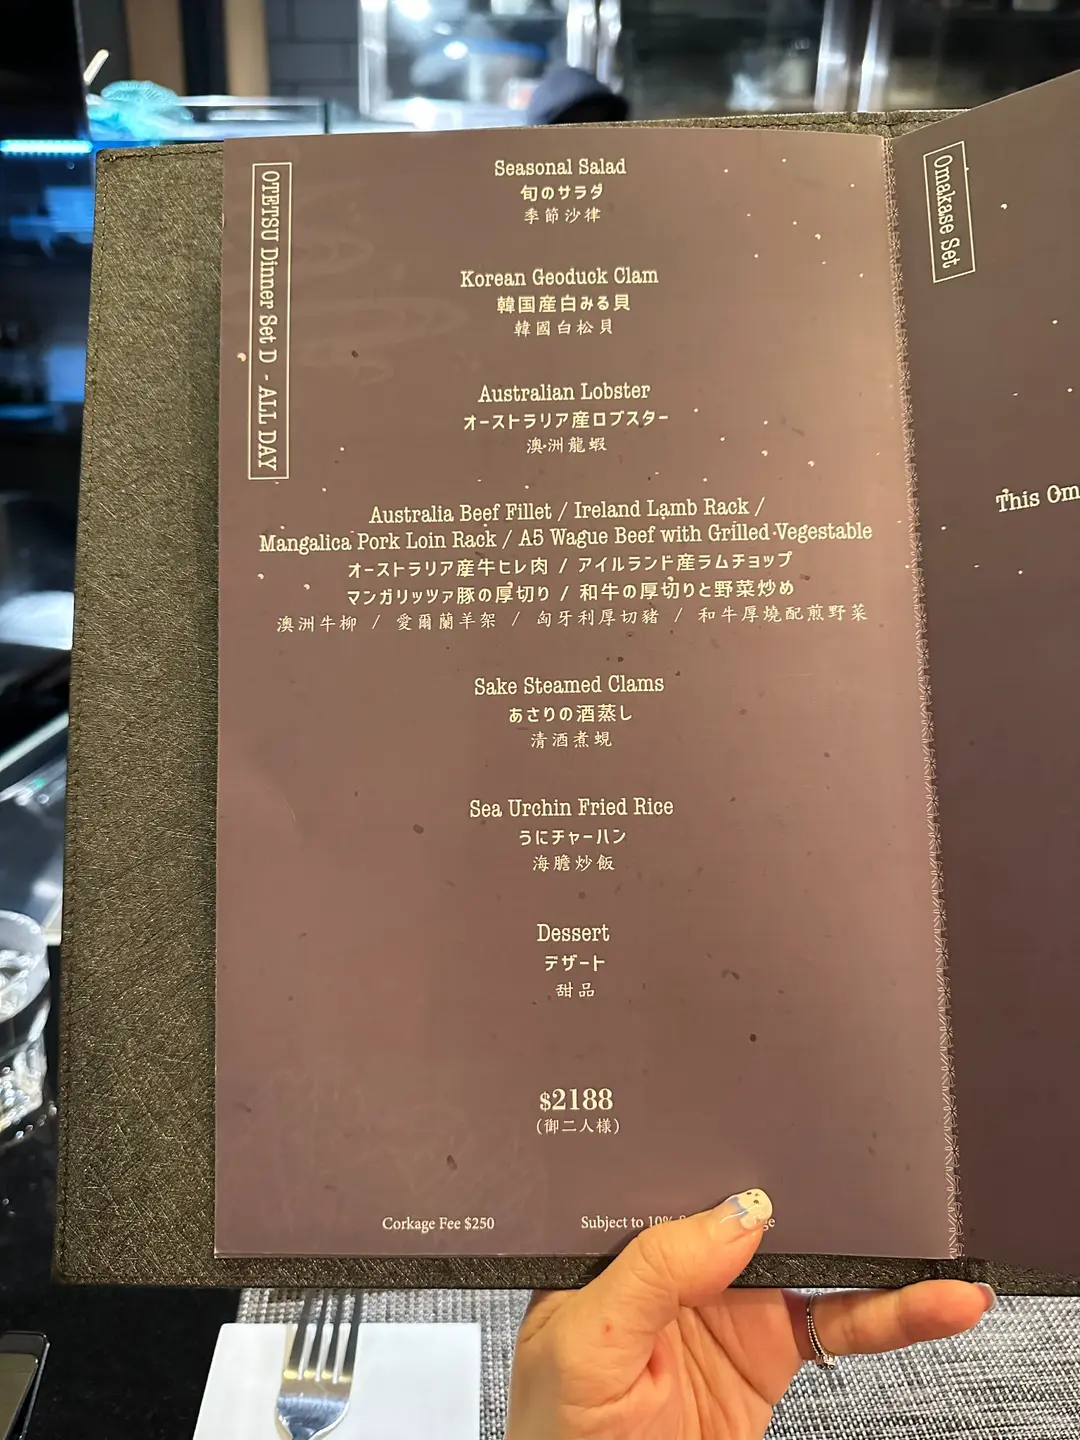 OTETSU Dinner Set D - ALL DAY
Seasonal Salad
旬のサラダ
季節沙律
Korean Geoduck Clam
韓国産白みる貝
韓國白松貝
Australian Lobster
オーストラリア産ロブスター
澳洲龍蝦
Australia Beef Fillet / Ireland Lamb Rack /
Mangalica Pork Loin Rack / A5 Wague Beef with Grilled Vegestable
オーストラリア産牛ヒレ肉 / アイルランド産ラムチョップ
マンガリッツァ豚の厚切り / 和牛の厚切りと野菜炒め
澳洲牛柳 / 愛爾蘭羊架 / 匈牙利厚切豬 / 和牛厚燒配煎野菜
Sake Steamed Clams
あさりの酒蒸し
清酒煮蜆
Sea Urchin Fried Rice
うにチャーハン
海膽炒飯
Dessert
デザート
甜品
$2188
(御二人様)
Corkage Fee $250
Subject to 10%
Omakase Set
This Om